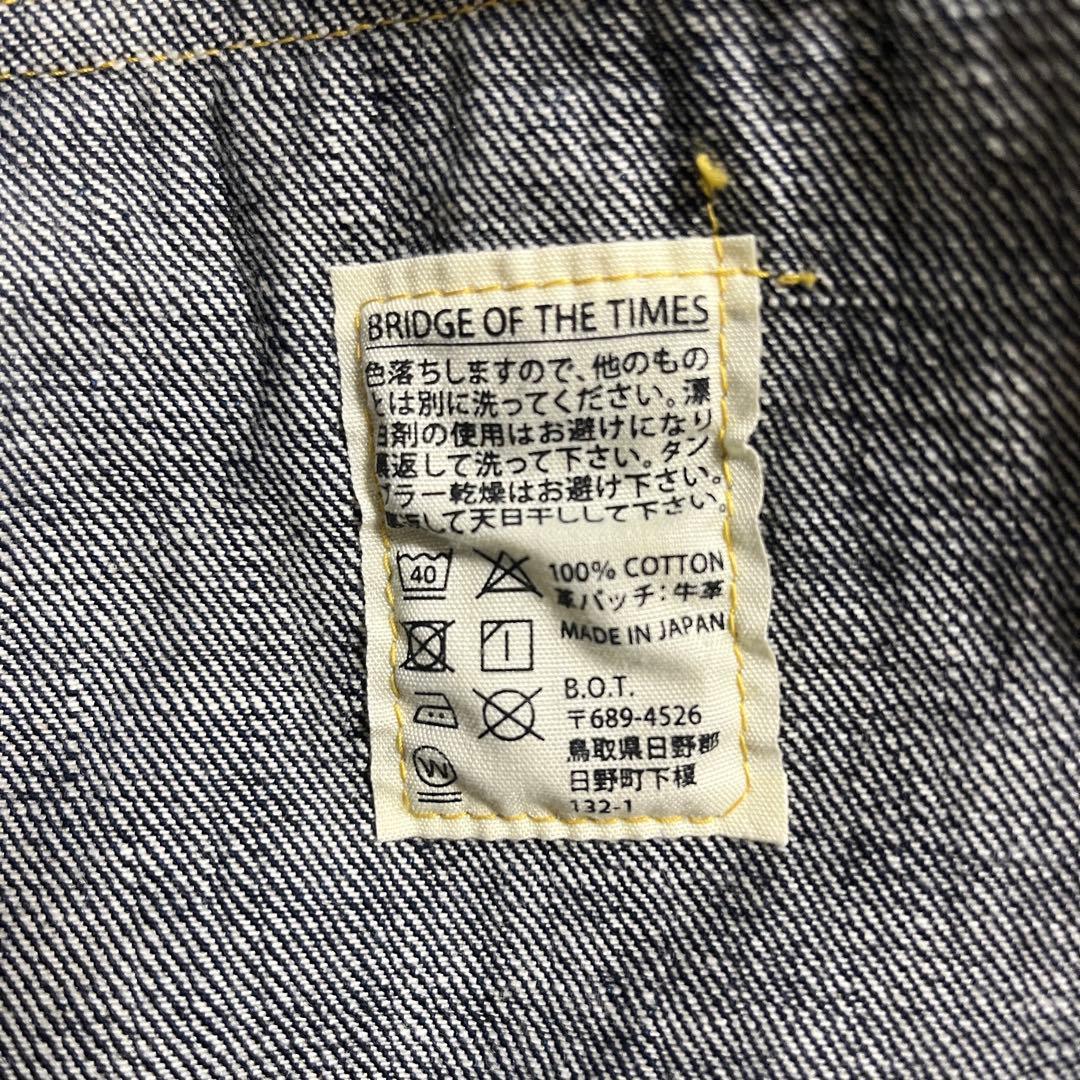 BRIDGE OF THE TIMES
色落ちしますので、他のもの
とは別に洗ってください。漂
白剤の使用はお避けになり
裏返して洗って下さい。タン
ブラー乾燥はお避け下さい。
裏返して天日干しして下さい。
40
100% COTTON
革パッチ:牛革
MADE IN JAPAN
W
B.O.T.
〒689-4526
鳥取県日野郡
日野町下榎
132-1